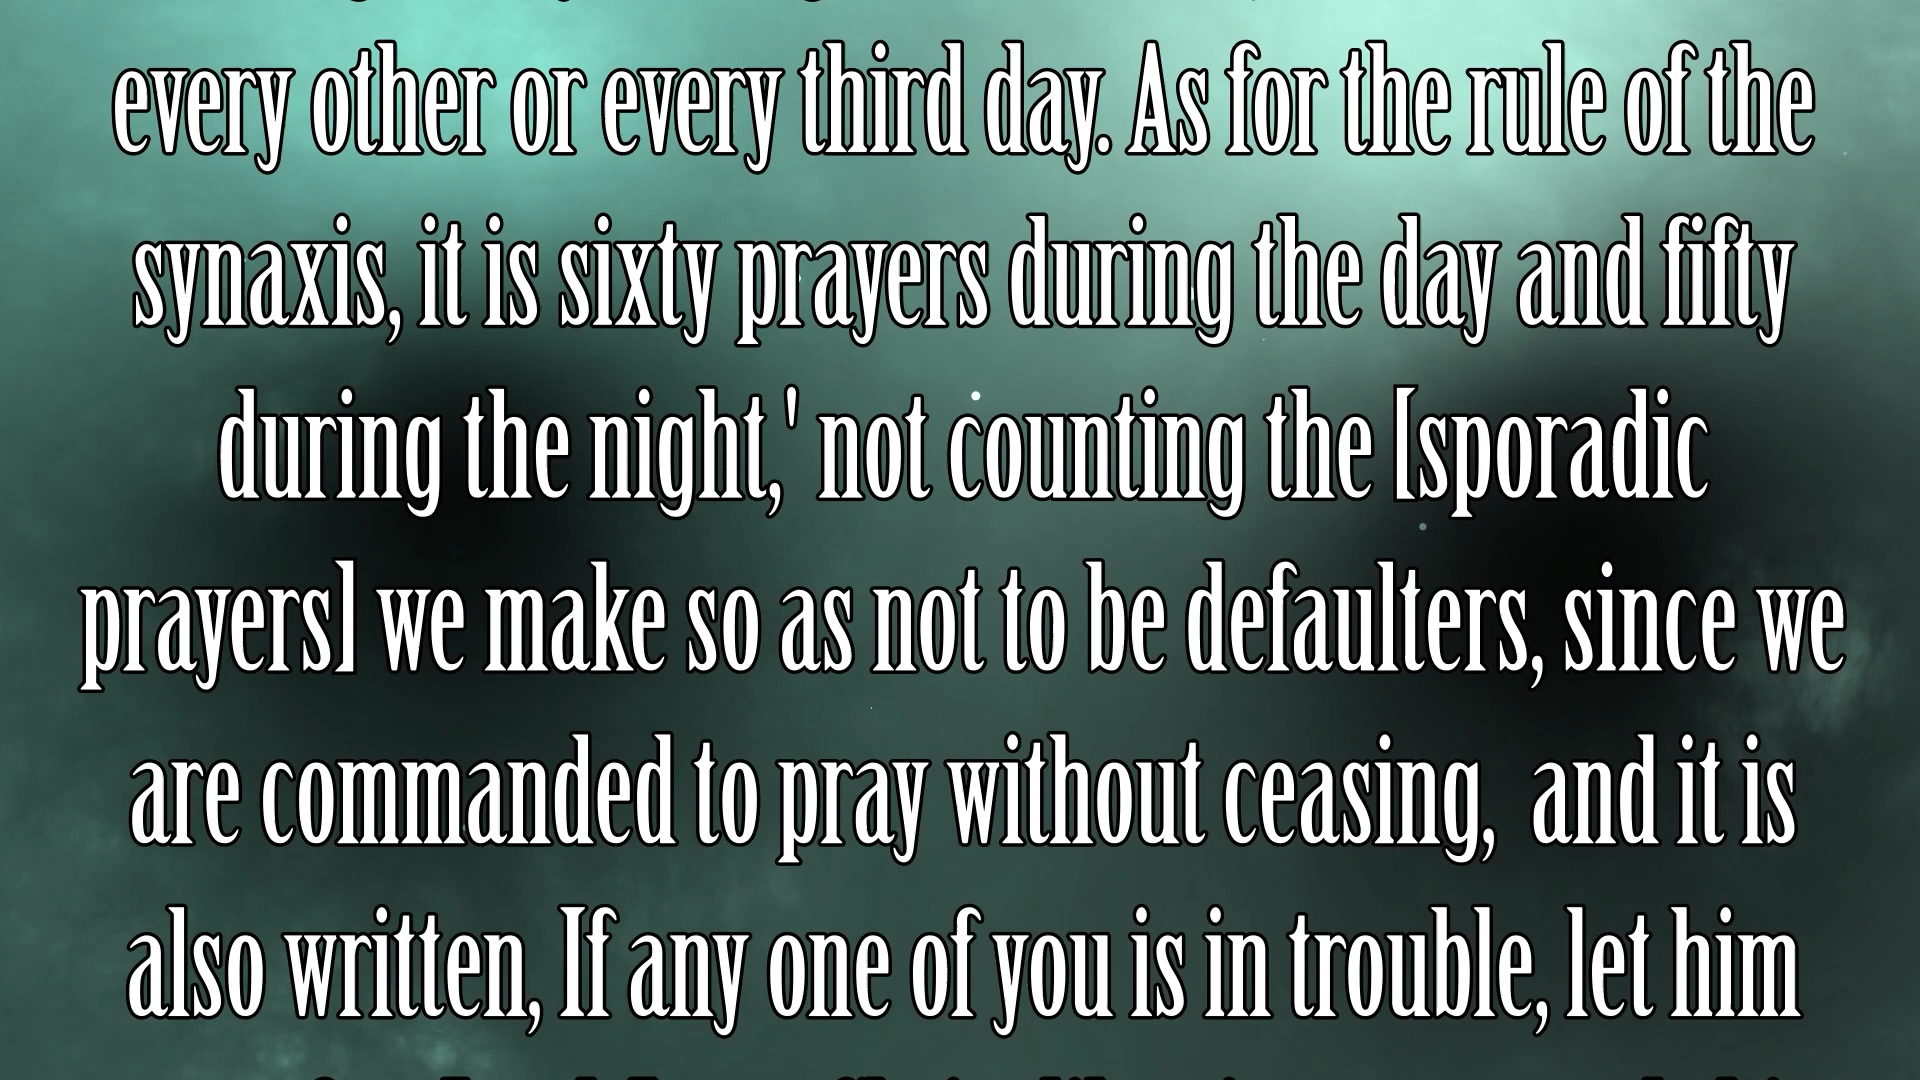 every other or every third day. As for the rule of the
synaxis, it is sixty prayers during the day and fifty
during the night,' not counting the [sporadic
prayers] we make so as not to be defaulters, since we
are commanded to pray without ceasing,  and it is
also written, If any one of you is in trouble, let him